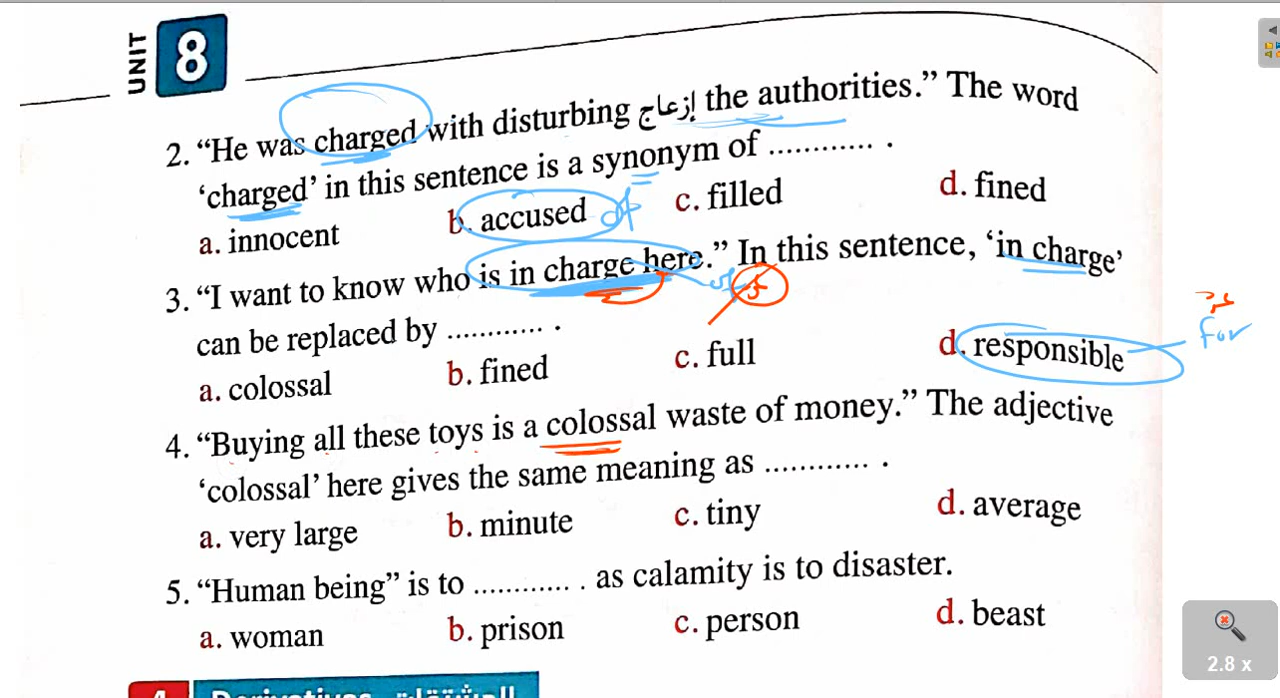 UNIT 8
2. “He was charged with disturbing إزعاج the authorities.” The word
‘charged’ in this sentence is a synonym of ............ .
a. innocent b. accused of c. filled d. fined
3. “I want to know who is in charge here.” In this sentence, ‘in charge’
can be replaced by ............ .
a. colossal b. fined c. full d. responsible for
4. “Buying all these toys is a colossal waste of money.” The adjective
‘colossal’ here gives the same meaning as ............ .
a. very large b. minute c. tiny d. average
5. “Human being” is to ............ . as calamity is to disaster.
a. woman b. prison c. person d. beast
4 Derivatives المشتقات
2.8 x